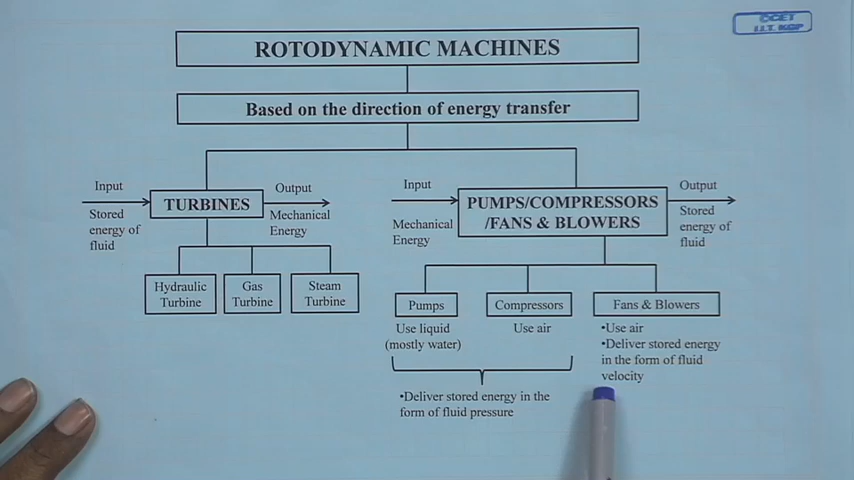 CCET
I.I.T. KGP
ROTODYNAMIC MACHINES
Based on the direction of energy transfer
Input
Stored
energy of
fluid
TURBINES
Output
Mechanical
Energy
Input
Mechanical
Energy
PUMPS/COMPRESSORS
/FANS & BLOWERS
Output
Stored
energy of
fluid
Hydraulic
Turbine
Gas
Turbine
Steam
Turbine
Pumps
Use liquid
(mostly water)
Compressors
Use air
•Deliver stored energy in the
form of fluid pressure
Fans & Blowers
•Use air
•Deliver stored energy
in the form of fluid
velocity